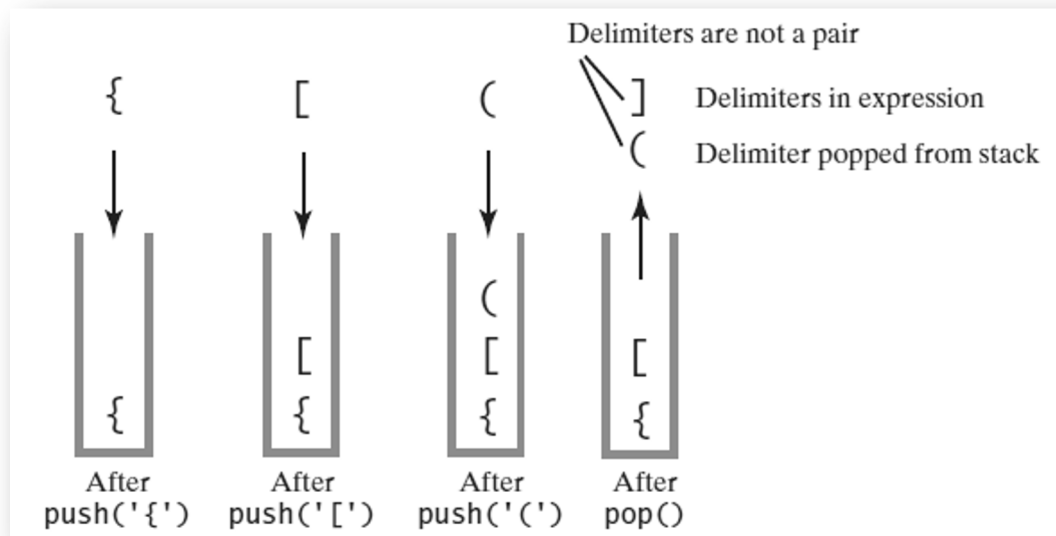 Delimiters are not a pair
{ [ ( ] Delimiters in expression
( Delimiter popped from stack
(
[ [ [
{ { { {
After After After After
push('{') push('[') push('(') pop()